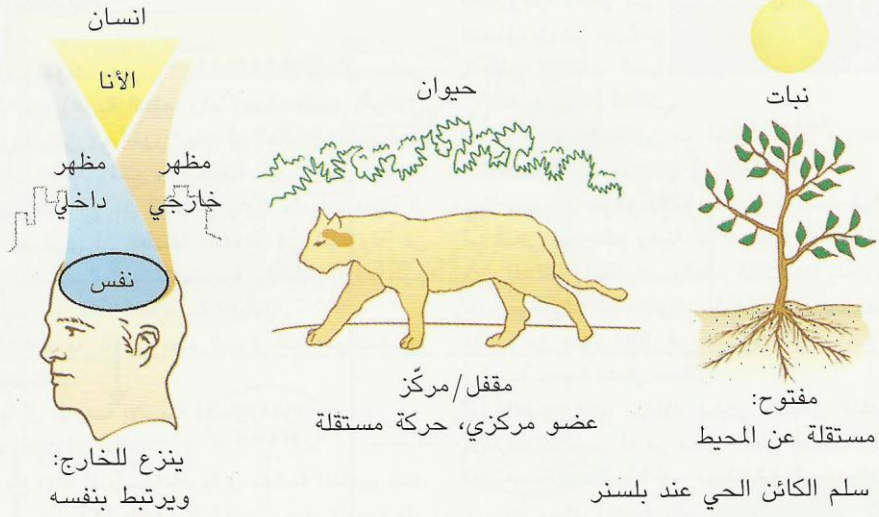 انسان
الأنا
مظهر
خارجي
مظهر
داخلي
نفس
ينزع للخارج:
ويرتبط بنفسه
حيوان
مقفل/مركّز
عضو مركزي، حركة مستقلة
نبات
مفتوح:
مستقلة عن المحيط
سلم الكائن الحي عند بلسنر